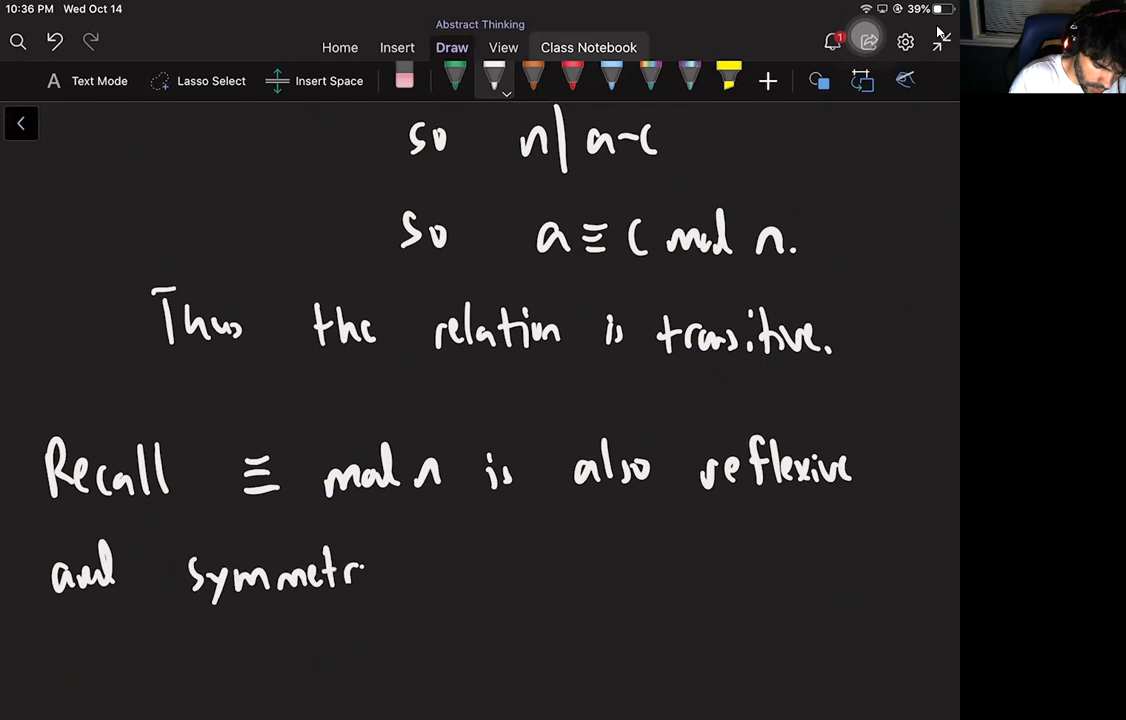 10:36 PM Wed Oct 14
39%
Abstract Thinking
Home Insert Draw View Class Notebook
1
A Text Mode Lasso Select Insert Space
so n|a-c
so a ≡ c mod n.
Thus the relation is transitive.
Recall ≡ mod n is also reflexive
and symmetr